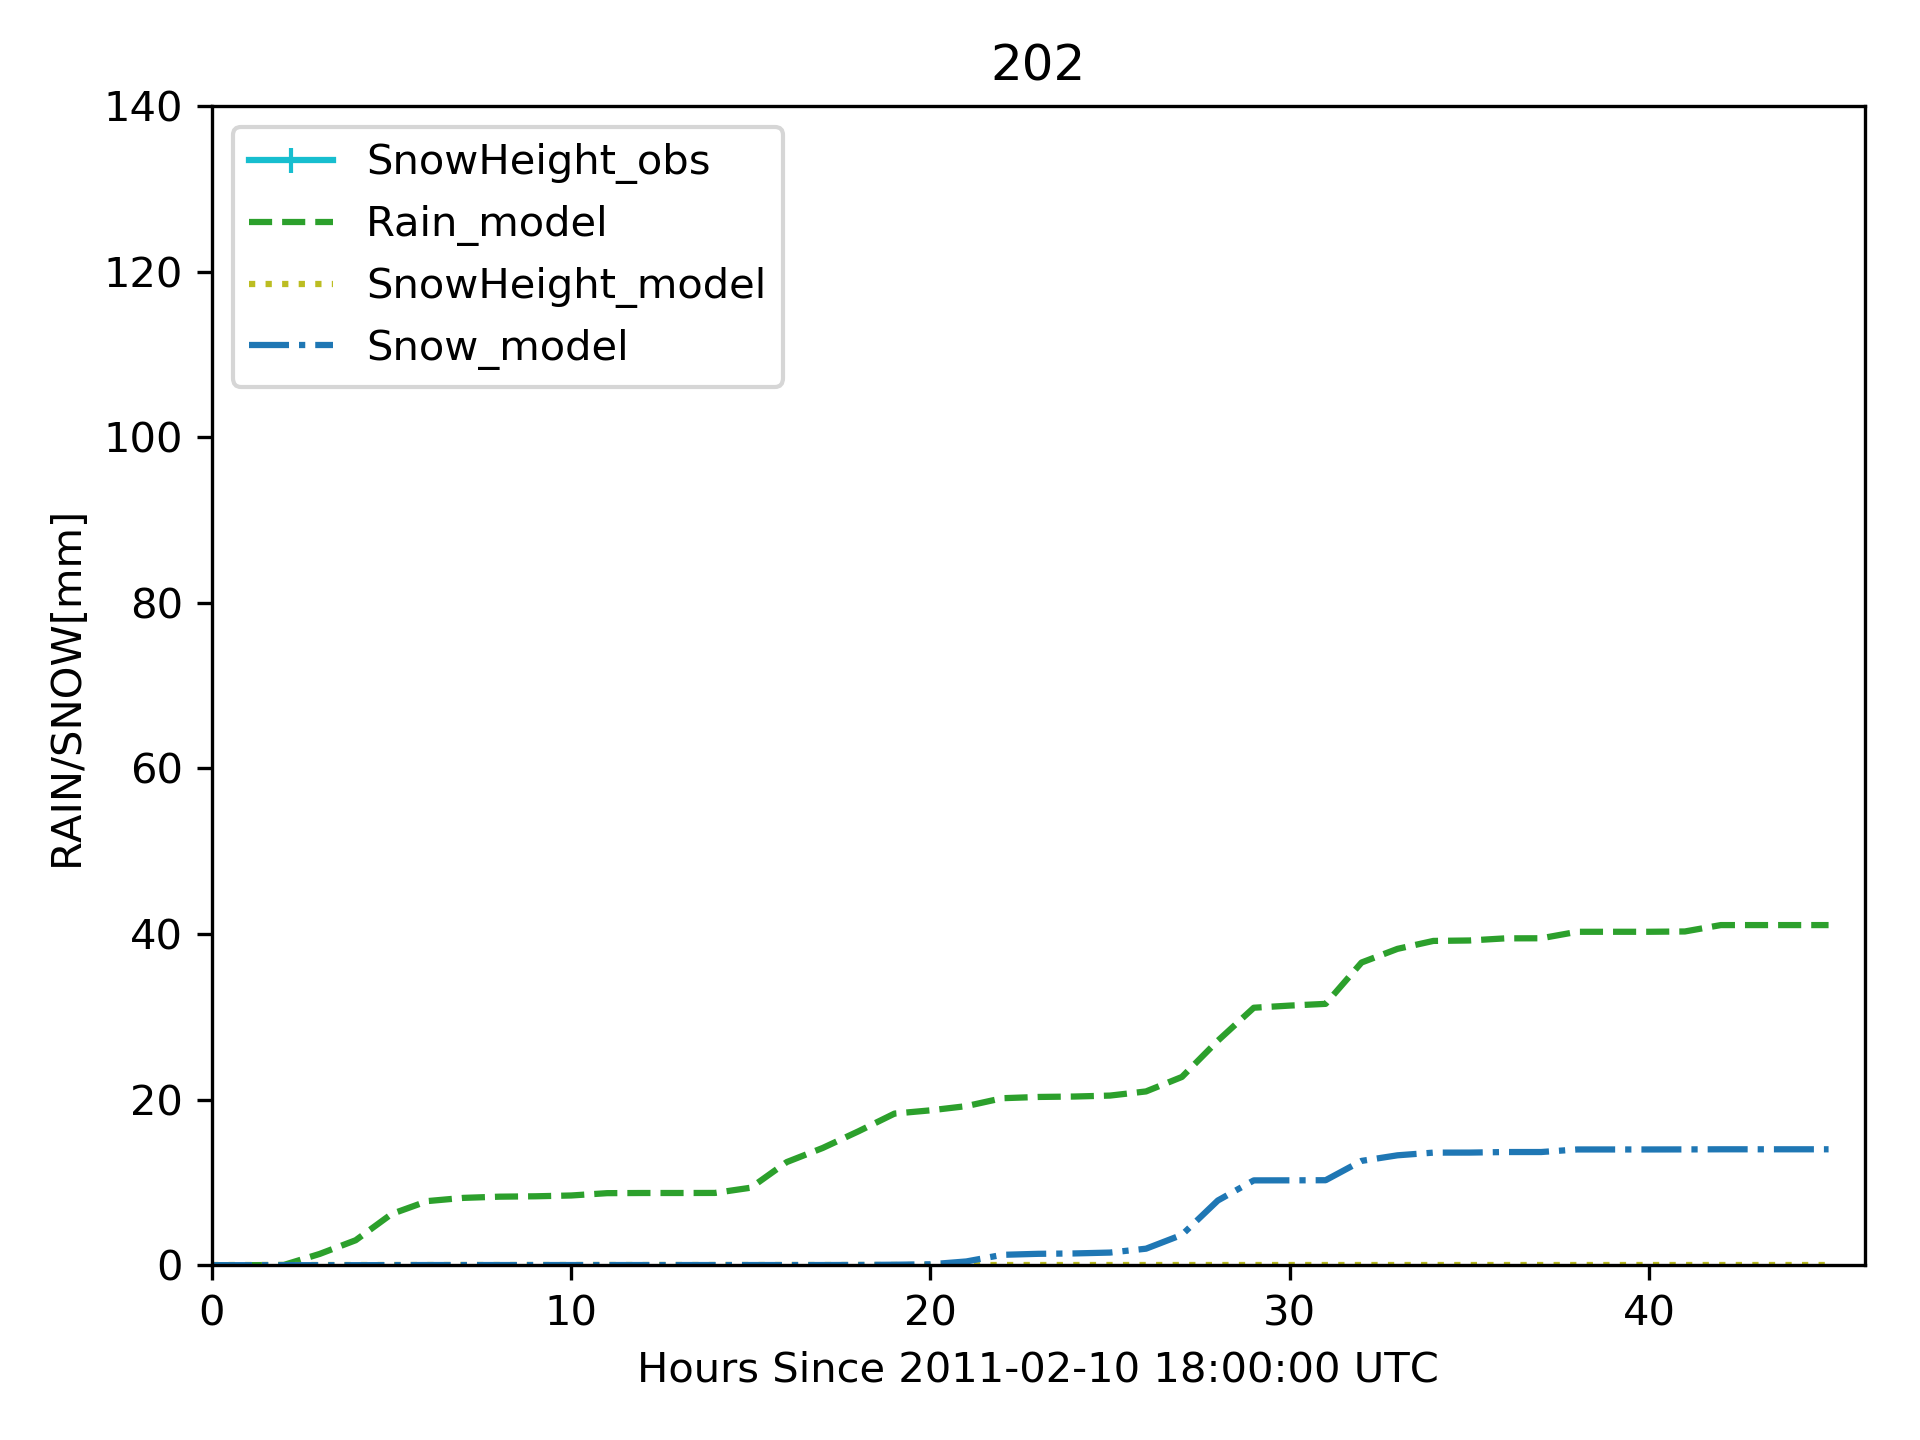 202
140
120
100
80
60
40
20
0
RAIN/SNOW[mm]
SnowHeight_obs
Rain_model
SnowHeight_model
Snow_model
0 10 20 30 40
Hours Since 2011-02-10 18:00:00 UTC